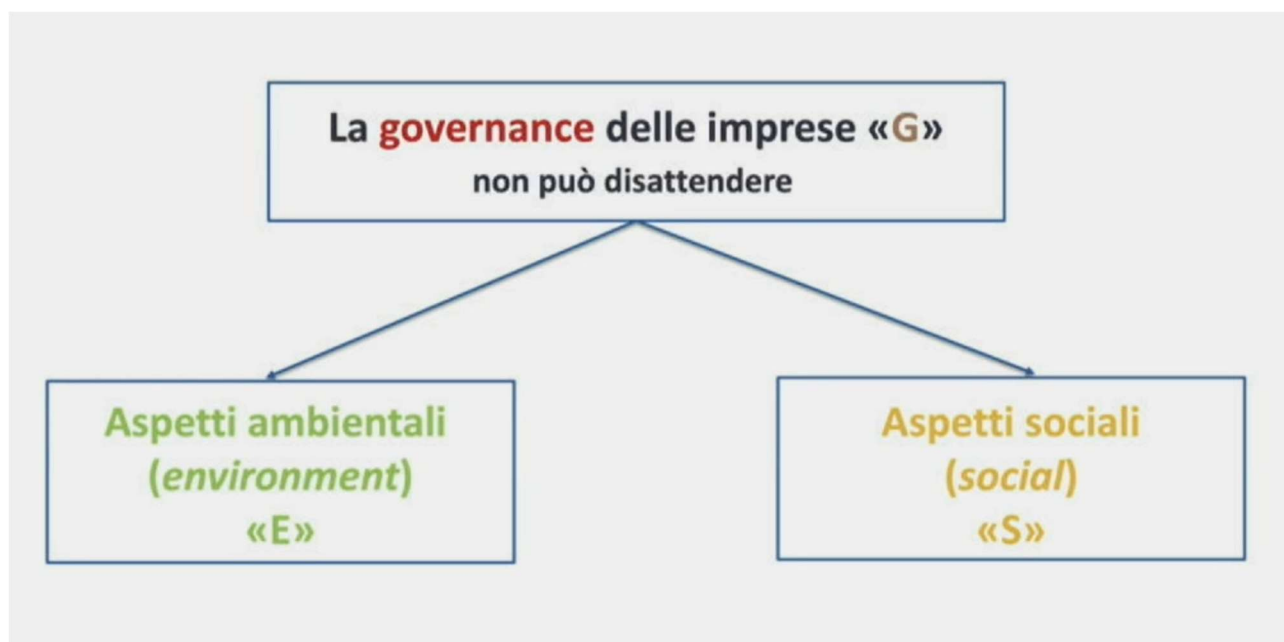 La governance delle imprese «G»
non può disattendere
Aspetti ambientali
(environment)
«E»
Aspetti sociali
(social)
«S»